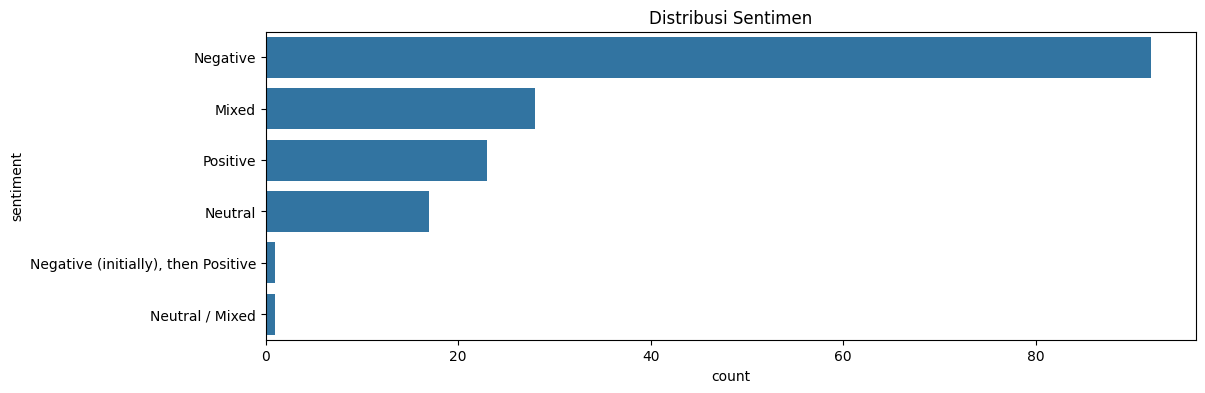 Distribusi Sentimen
sentiment
Negative
Mixed
Positive
Neutral
Negative (initially), then Positive
Neutral / Mixed
0 20 40 60 80
count